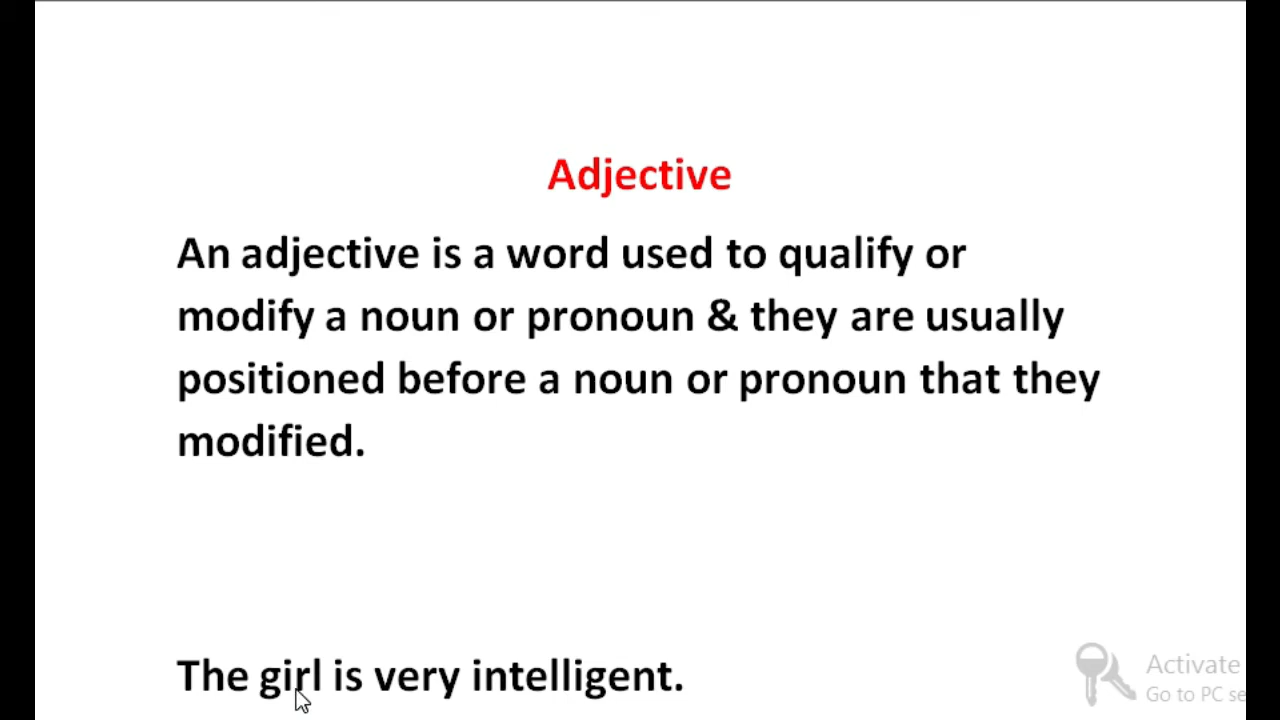 Adjective
An adjective is a word used to qualify or
modify a noun or pronoun & they are usually
positioned before a noun or pronoun that they
modified.
The girl is very intelligent.
Activate
Go to PC se